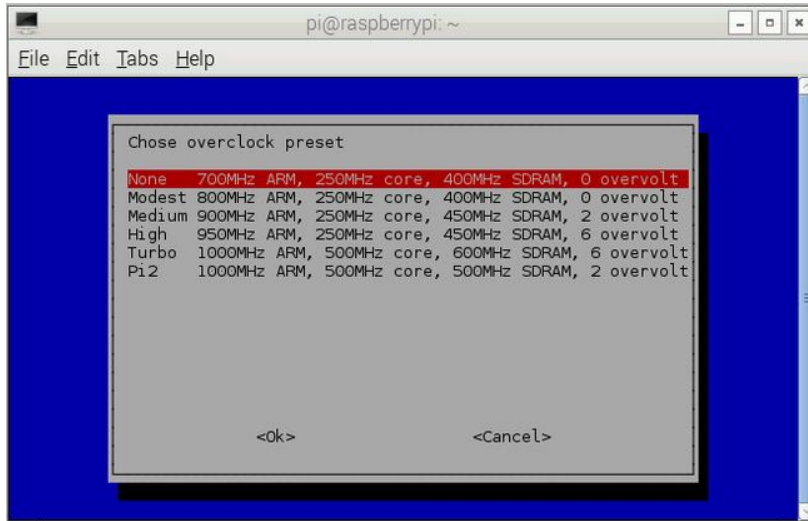 pi@raspberrypi: ~
File Edit Tabs Help
Chose overclock preset
None 700MHz ARM, 250MHz core, 400MHz SDRAM, 0 overvolt
Modest 800MHz ARM, 250MHz core, 400MHz SDRAM, 0 overvolt
Medium 900MHz ARM, 250MHz core, 450MHz SDRAM, 2 overvolt
High 950MHz ARM, 250MHz core, 450MHz SDRAM, 6 overvolt
Turbo 1000MHz ARM, 500MHz core, 600MHz SDRAM, 6 overvolt
Pi2 1000MHz ARM, 500MHz core, 500MHz SDRAM, 2 overvolt
<Ok> <Cancel>